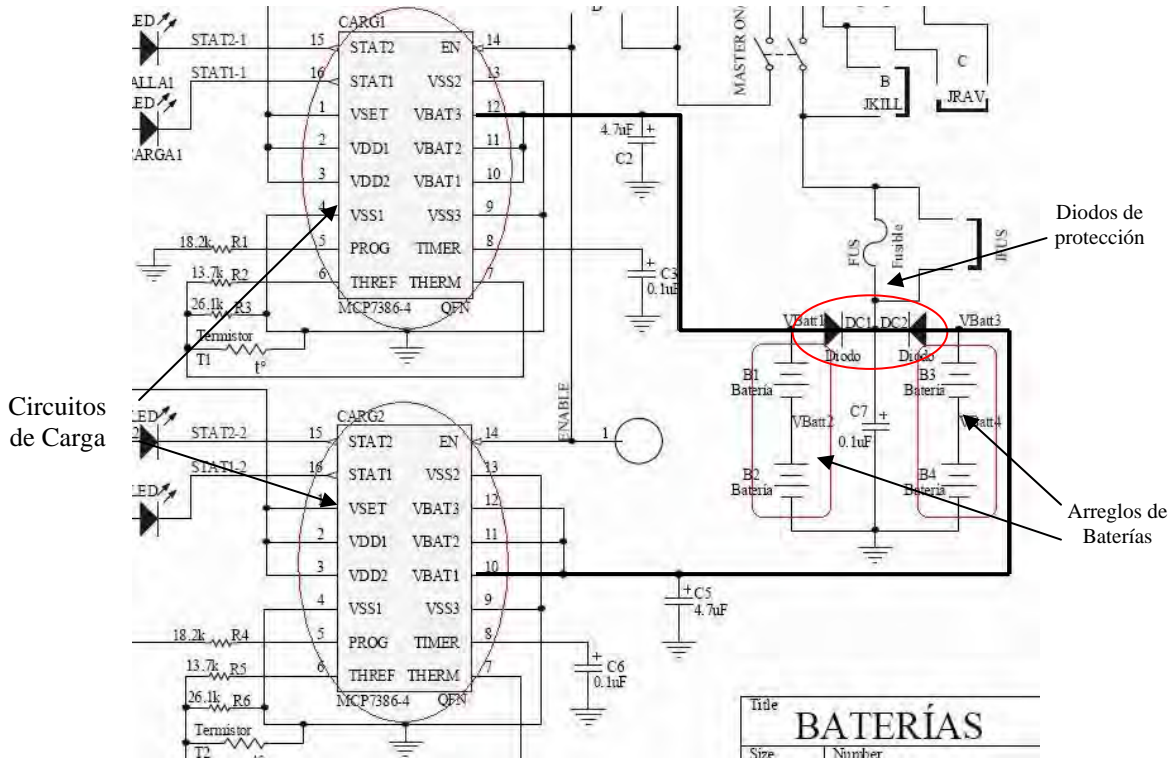 LED
STAT2-1
15
STAT2
CARG1
EN
14
ALLA1
STAT1-1
16
STAT1
VSS2
13
LED
1
VSET
VBAT3
12
CARGA1
2
VDD1
VBAT2
11
3
VDD2
VBAT1
10
4
VSS1
VSS3
9
18.2k
R1
5
PROG
TIMER
8
13.7k
R2
6
THREF
THERM
7
26.1k
R3
MCP7386-4
QFN
Termistor
T1
t°
4.7uF
+
C2
+
C3
0.1uF
MASTER ON
B
JKILL
C
JRAV
FUS
Fusible
JFUS
Diodos de
protección
VBatt1
DC1
DC2
VBatt3
Diodo
Diodo
B1
Batería
B3
Batería
VBatt2
C7
+
0.1uF
VBatt4
B2
Batería
B4
Batería
Arreglos de
Baterías
Circuitos
de Carga
ENABLE
1
LED
STAT2-2
15
STAT2
CARG2
EN
14
STAT1-2
16
STAT1
VSS2
13
LED
1
VSET
VBAT3
12
2
VDD1
VBAT2
11
3
VDD2
VBAT1
10
4
VSS1
VSS3
9
18.2k
R4
5
PROG
TIMER
8
13.7k
R5
6
THREF
THERM
7
26.1k
R6
MCP7386-4
QFN
Termistor
T2
+
C5
4.7uF
+
C6
0.1uF
Title
BATERÍAS
Size
Number